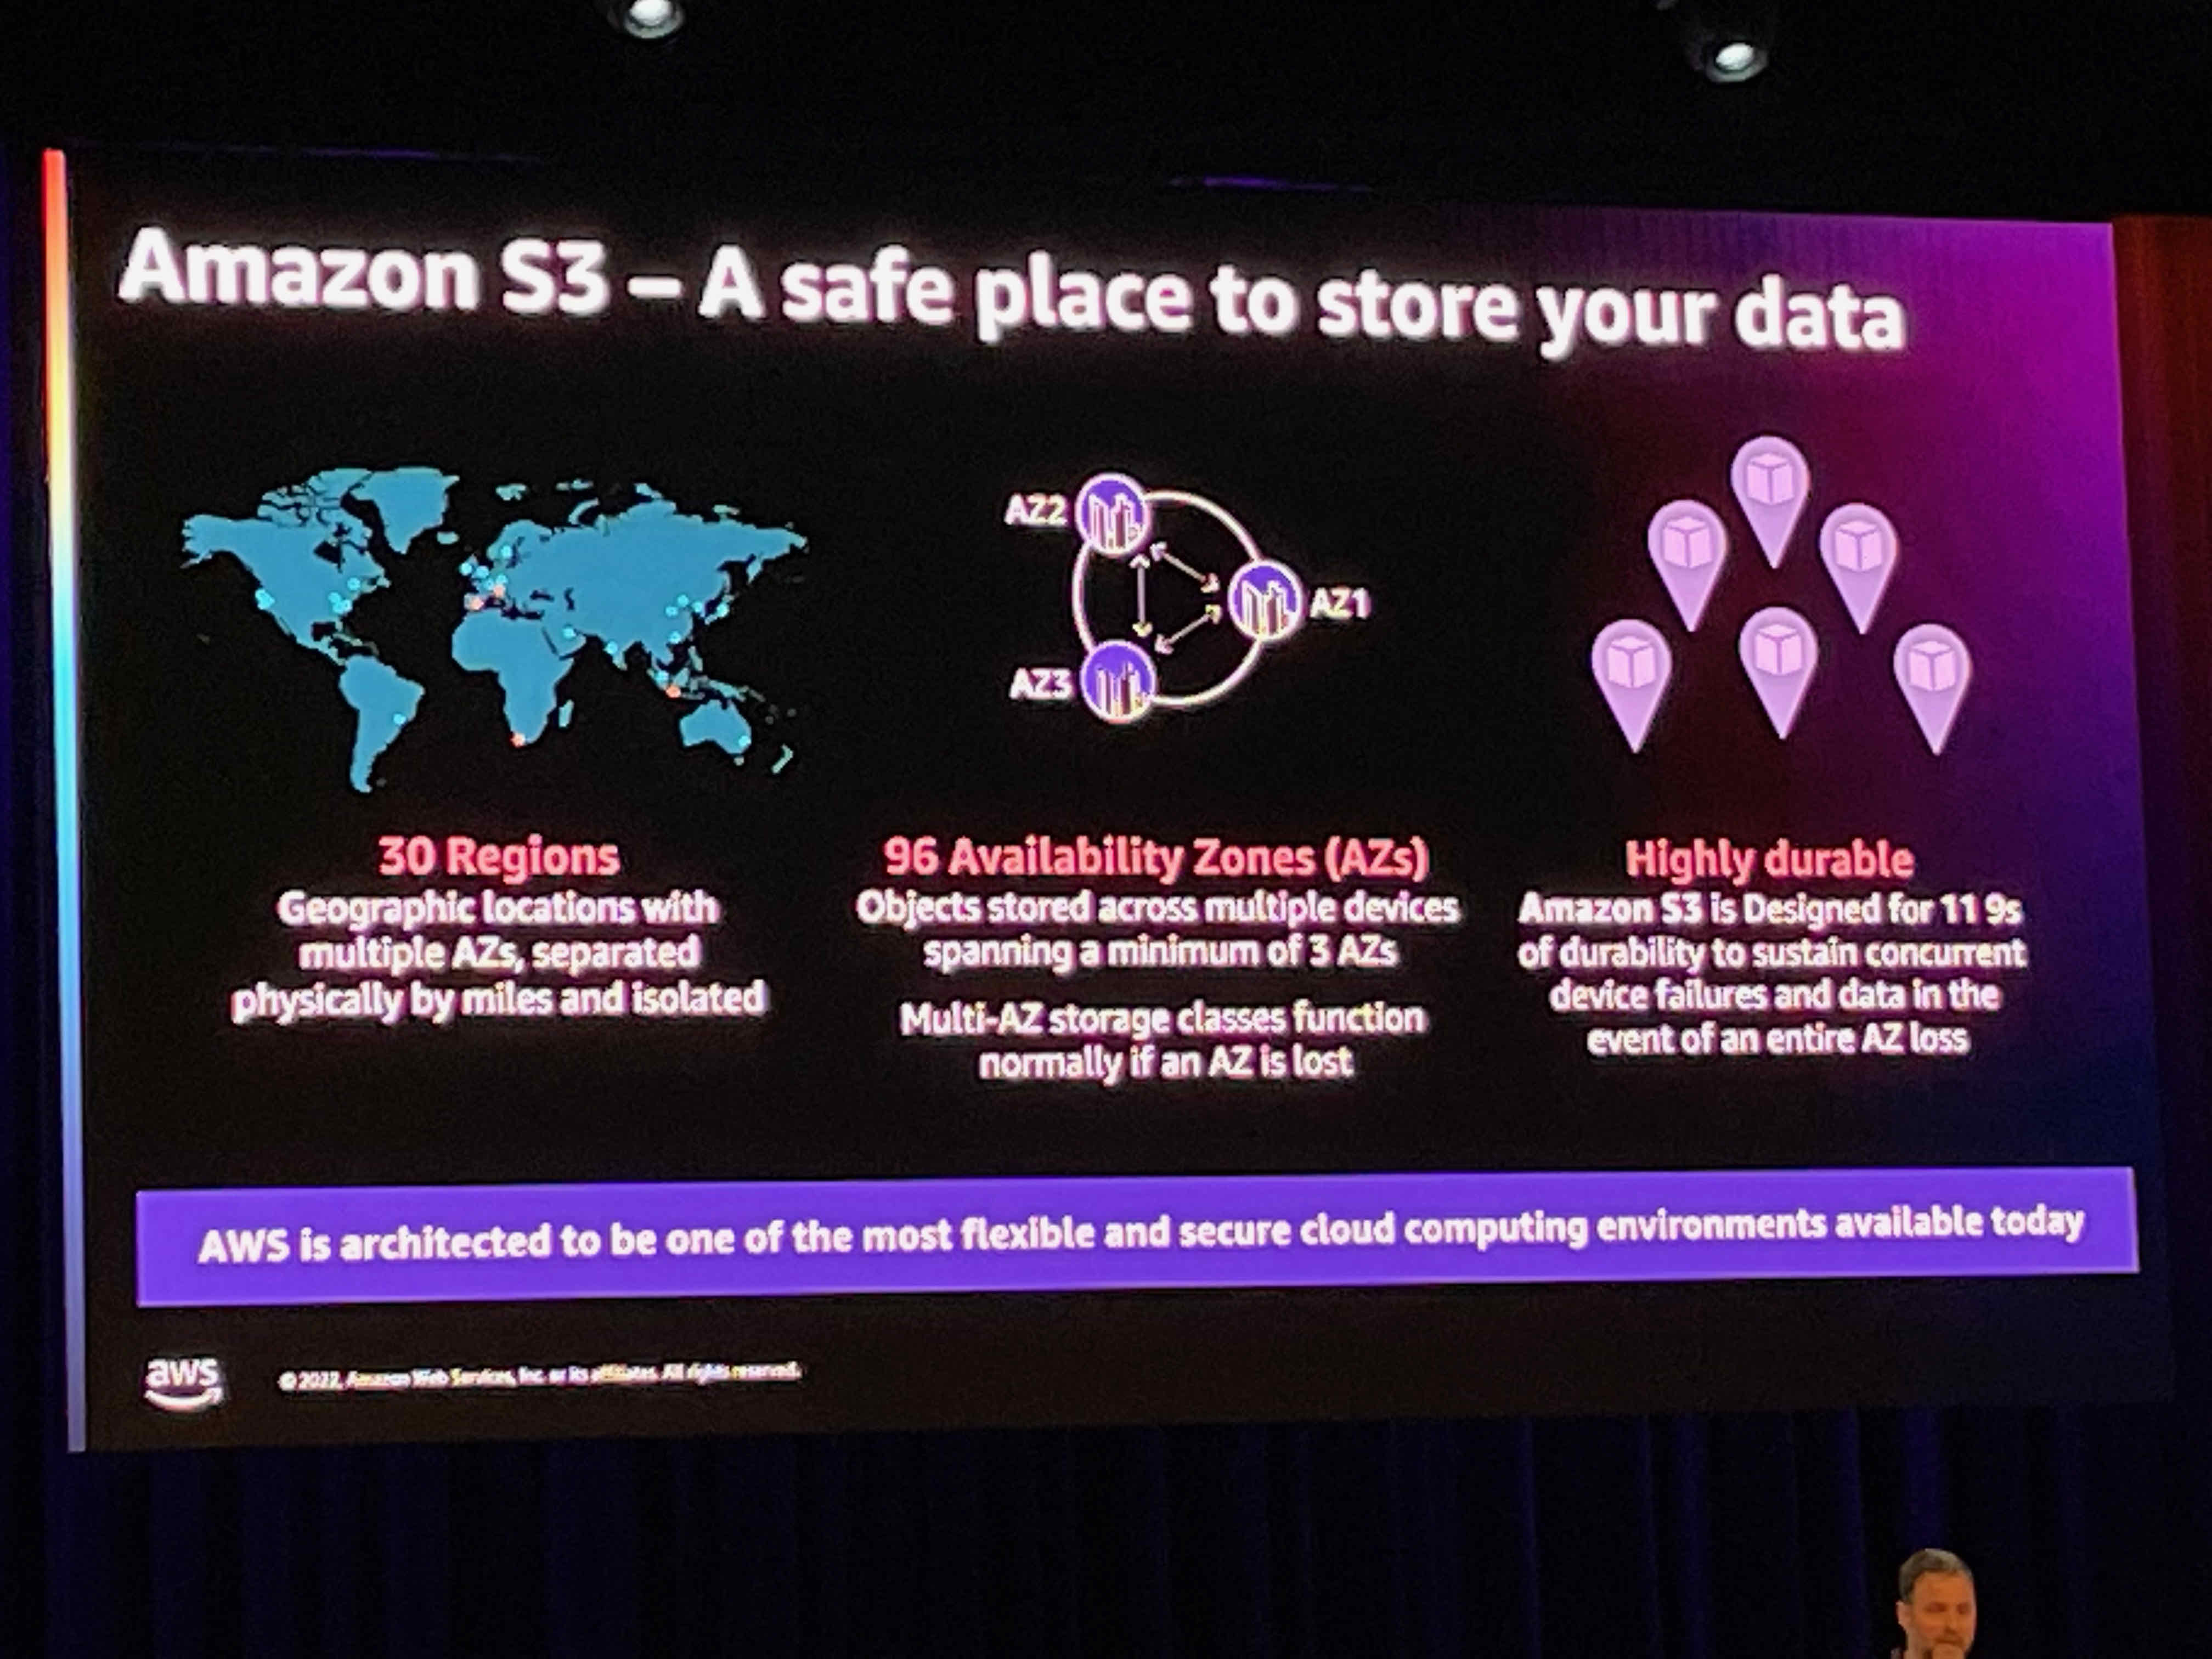 Amazon S3 – A safe place to store your data
AZ2
AZ1
AZ3
30 Regions
Geographic locations with
multiple AZs, separated
physically by miles and isolated
96 Availability Zones (AZs)
Objects stored across multiple devices
spanning a minimum of 3 AZs
Multi-AZ storage classes function
normally if an AZ is lost
Highly durable
Amazon S3 is Designed for 11 9s
of durability to sustain concurrent
device failures and data in the
event of an entire AZ loss
AWS is architected to be one of the most flexible and secure cloud computing environments available today
aws
© 2022, Amazon Web Services, Inc. or its affiliates. All rights reserved.